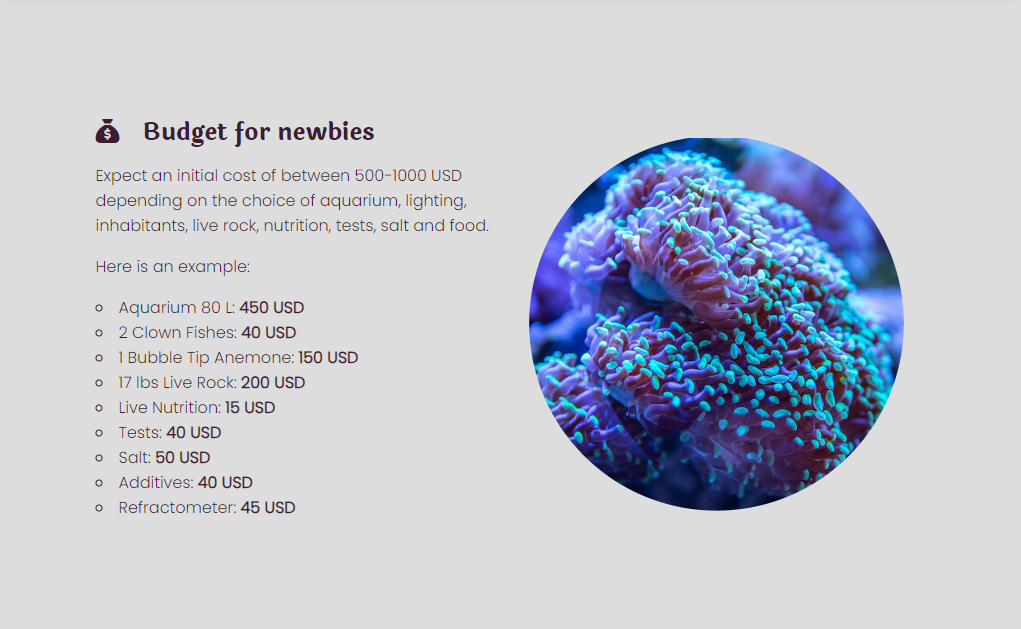 Budget for newbies
Expect an initial cost of between 500-1000 USD
depending on the choice of aquarium, lighting,
inhabitants, live rock, nutrition, tests, salt and food.
Here is an example:
Aquarium 80 L: 450 USD
2 Clown Fishes: 40 USD
1 Bubble Tip Anemone: 150 USD
17 lbs Live Rock: 200 USD
Live Nutrition: 15 USD
Tests: 40 USD
Salt: 50 USD
Additives: 40 USD
Refractometer: 45 USD